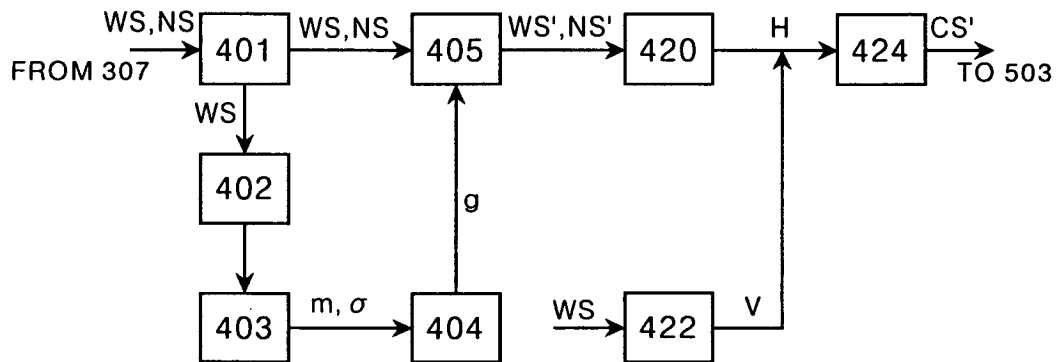 WS,NS
401
WS,NS
405
WS',NS'
420
H
424
CS'
FROM 307
TO 503
WS
402
g
403
m, σ
404
WS
422
V